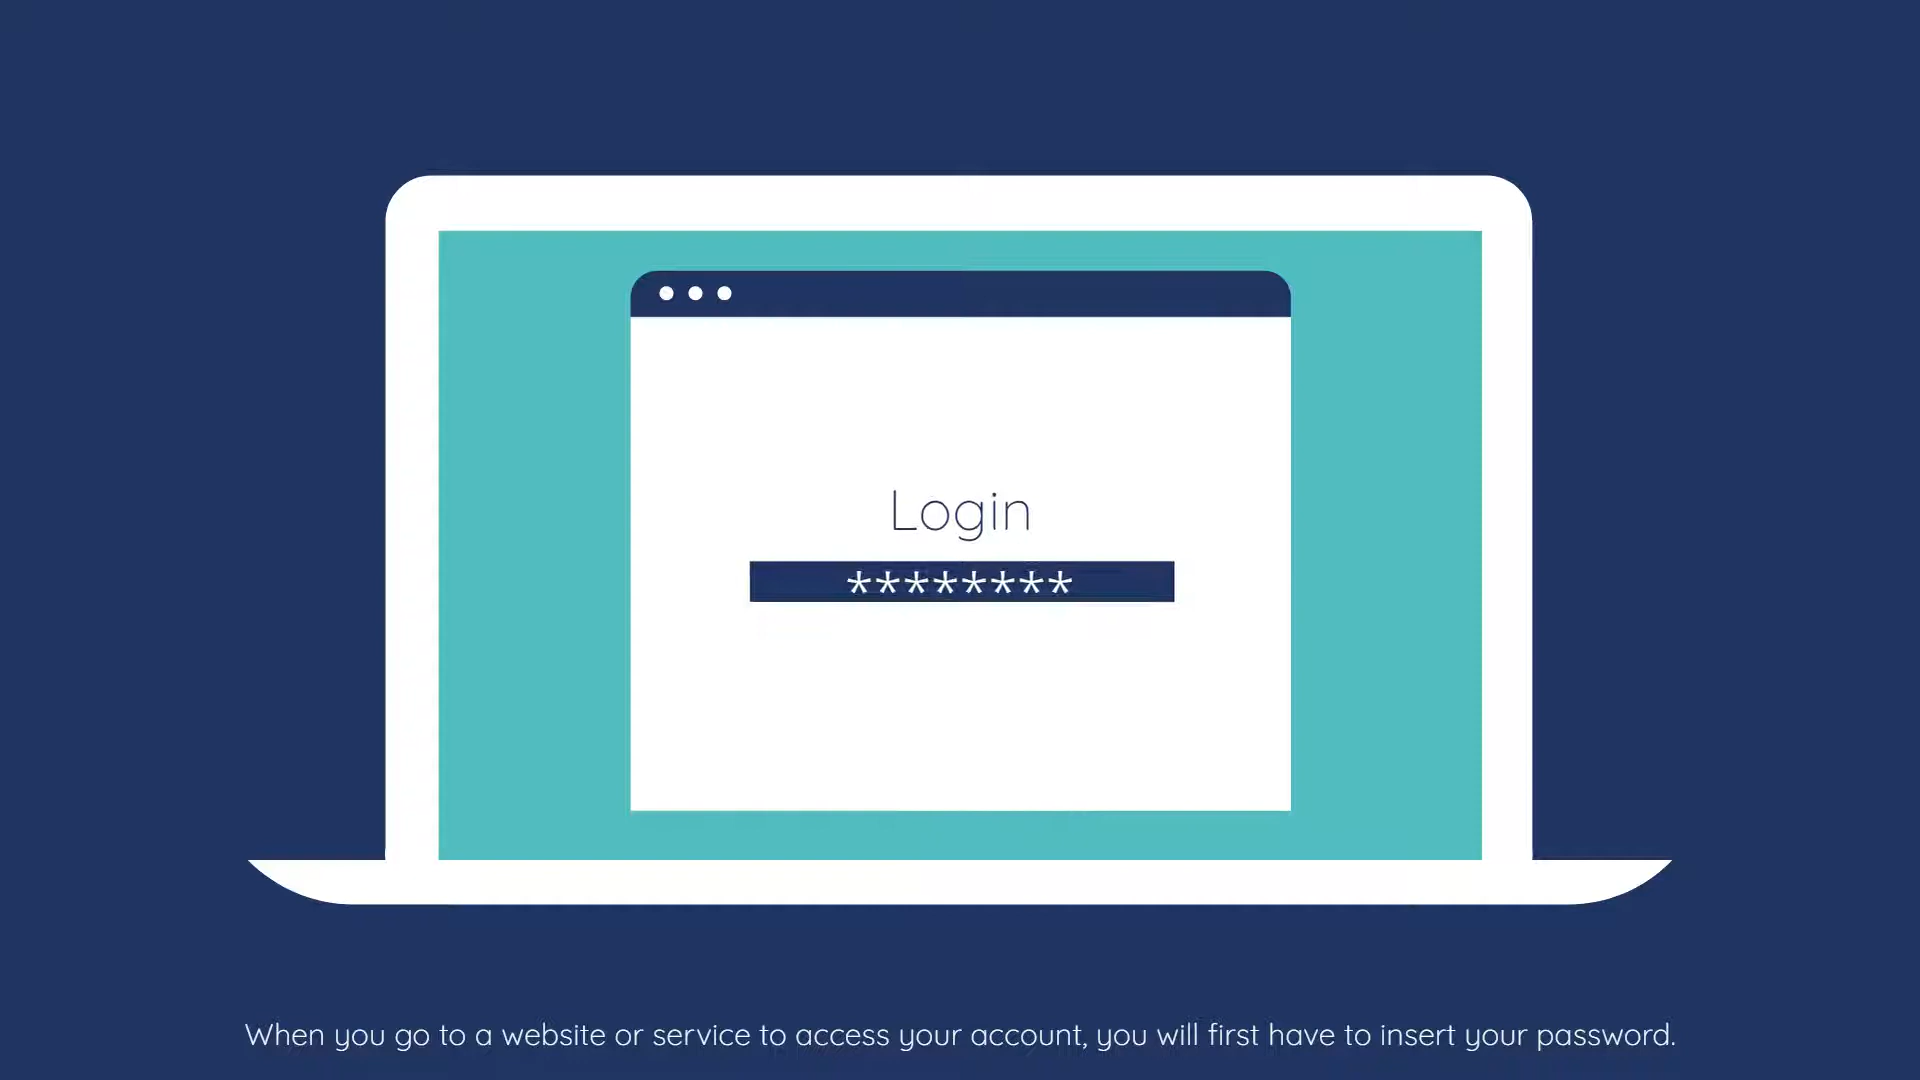 Login
********
When you go to a website or service to access your account, you will first have to insert your password.